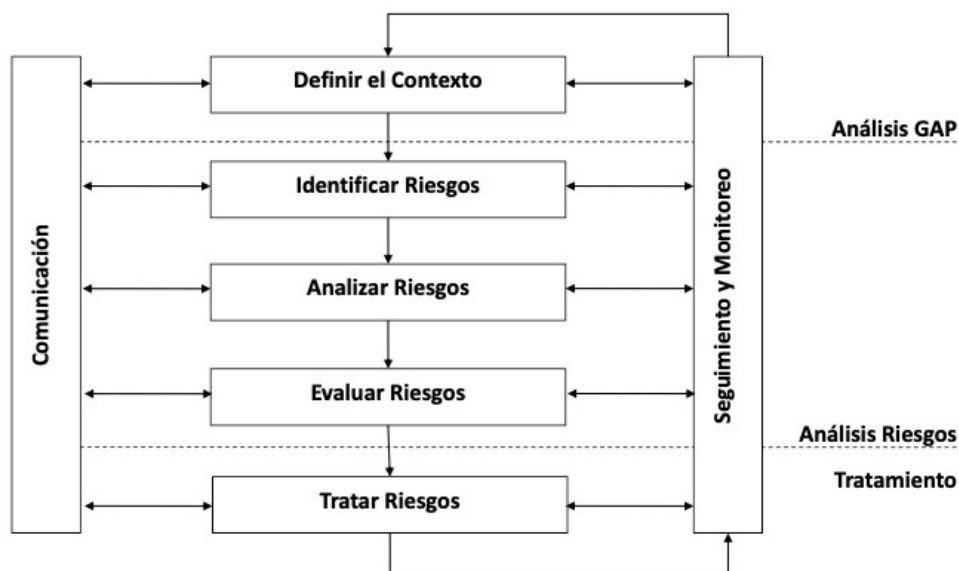 Definir el Contexto
Análisis GAP
Identificar Riesgos
Comunicación
Analizar Riesgos
Seguimiento y Monitoreo
Evaluar Riesgos
Análisis Riesgos
Tratamiento
Tratar Riesgos